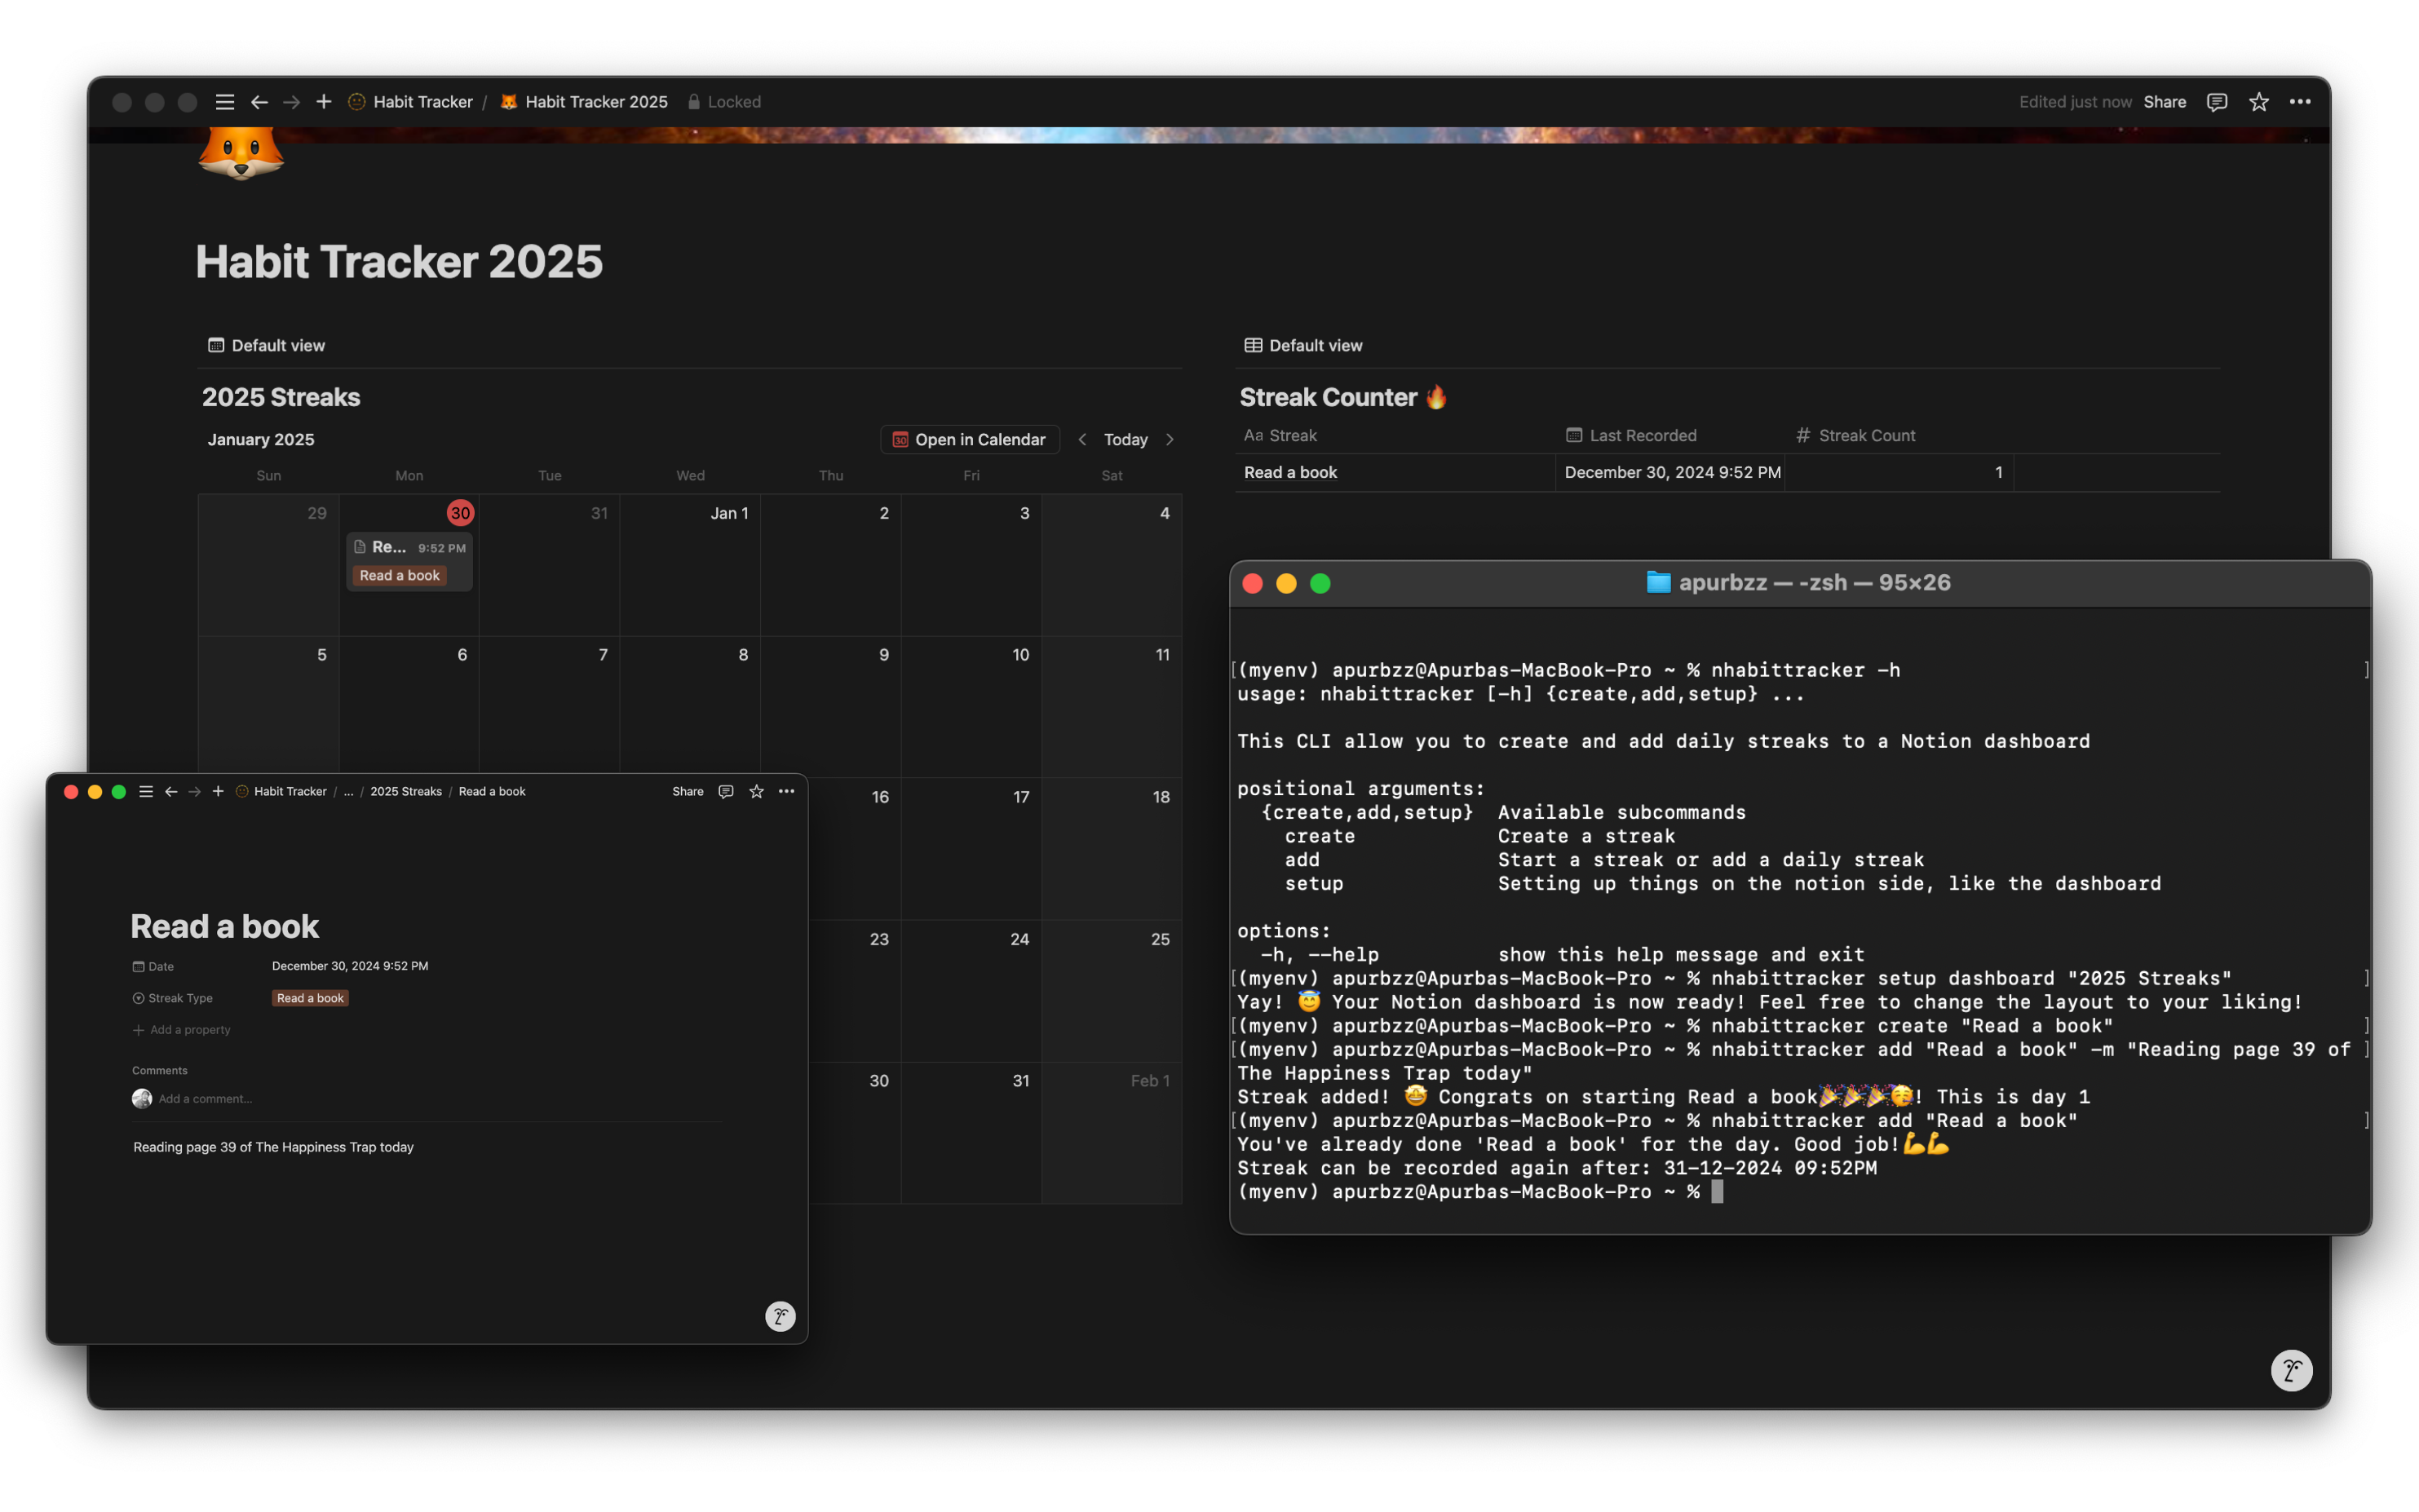 Habit Tracker / Habit Tracker 2025 Locked
Edited just now Share
Habit Tracker 2025
Default view
2025 Streaks
January 2025
30 Open in Calendar Today
Sun Mon Tue Wed Thu Fri Sat
29 30 31 Jan 1 2 3 4
Re... 9:52 PM
Read a book
5 6 7 8 9 10 11
16 17 18
23 24 25
30 31 Feb 1
Default view
Streak Counter 🔥
Aa Streak Last Recorded # Streak Count
Read a book December 30, 2024 9:52 PM 1
Habit Tracker / ... / 2025 Streaks / Read a book Share
Read a book
Date December 30, 2024 9:52 PM
Streak Type Read a book
+ Add a property
Comments
Add a comment...
Reading page 39 of The Happiness Trap today
apurbzz — -zsh — 95×26
[(myenv) apurbzz@Apurbas-MacBook-Pro ~ % nhabittracker -h ]
usage: nhabittracker [-h] {create,add,setup} ...
This CLI allow you to create and add daily streaks to a Notion dashboard
positional arguments:
{create,add,setup} Available subcommands
create Create a streak
add Start a streak or add a daily streak
setup Setting up things on the notion side, like the dashboard
options:
-h, --help show this help message and exit
[(myenv) apurbzz@Apurbas-MacBook-Pro ~ % nhabittracker setup dashboard "2025 Streaks" ]
Yay! 😇 Your Notion dashboard is now ready! Feel free to change the layout to your liking!
[(myenv) apurbzz@Apurbas-MacBook-Pro ~ % nhabittracker create "Read a book" ]
[(myenv) apurbzz@Apurbas-MacBook-Pro ~ % nhabittracker add "Read a book" -m "Reading page 39 of ]
The Happiness Trap today"
Streak added! 🤩 Congrats on starting Read a book🎉🎉🎉🥳! This is day 1
[(myenv) apurbzz@Apurbas-MacBook-Pro ~ % nhabittracker add "Read a book" ]
You've already done 'Read a book' for the day. Good job!💪💪
Streak can be recorded again after: 31-12-2024 09:52PM
(myenv) apurbzz@Apurbas-MacBook-Pro ~ %